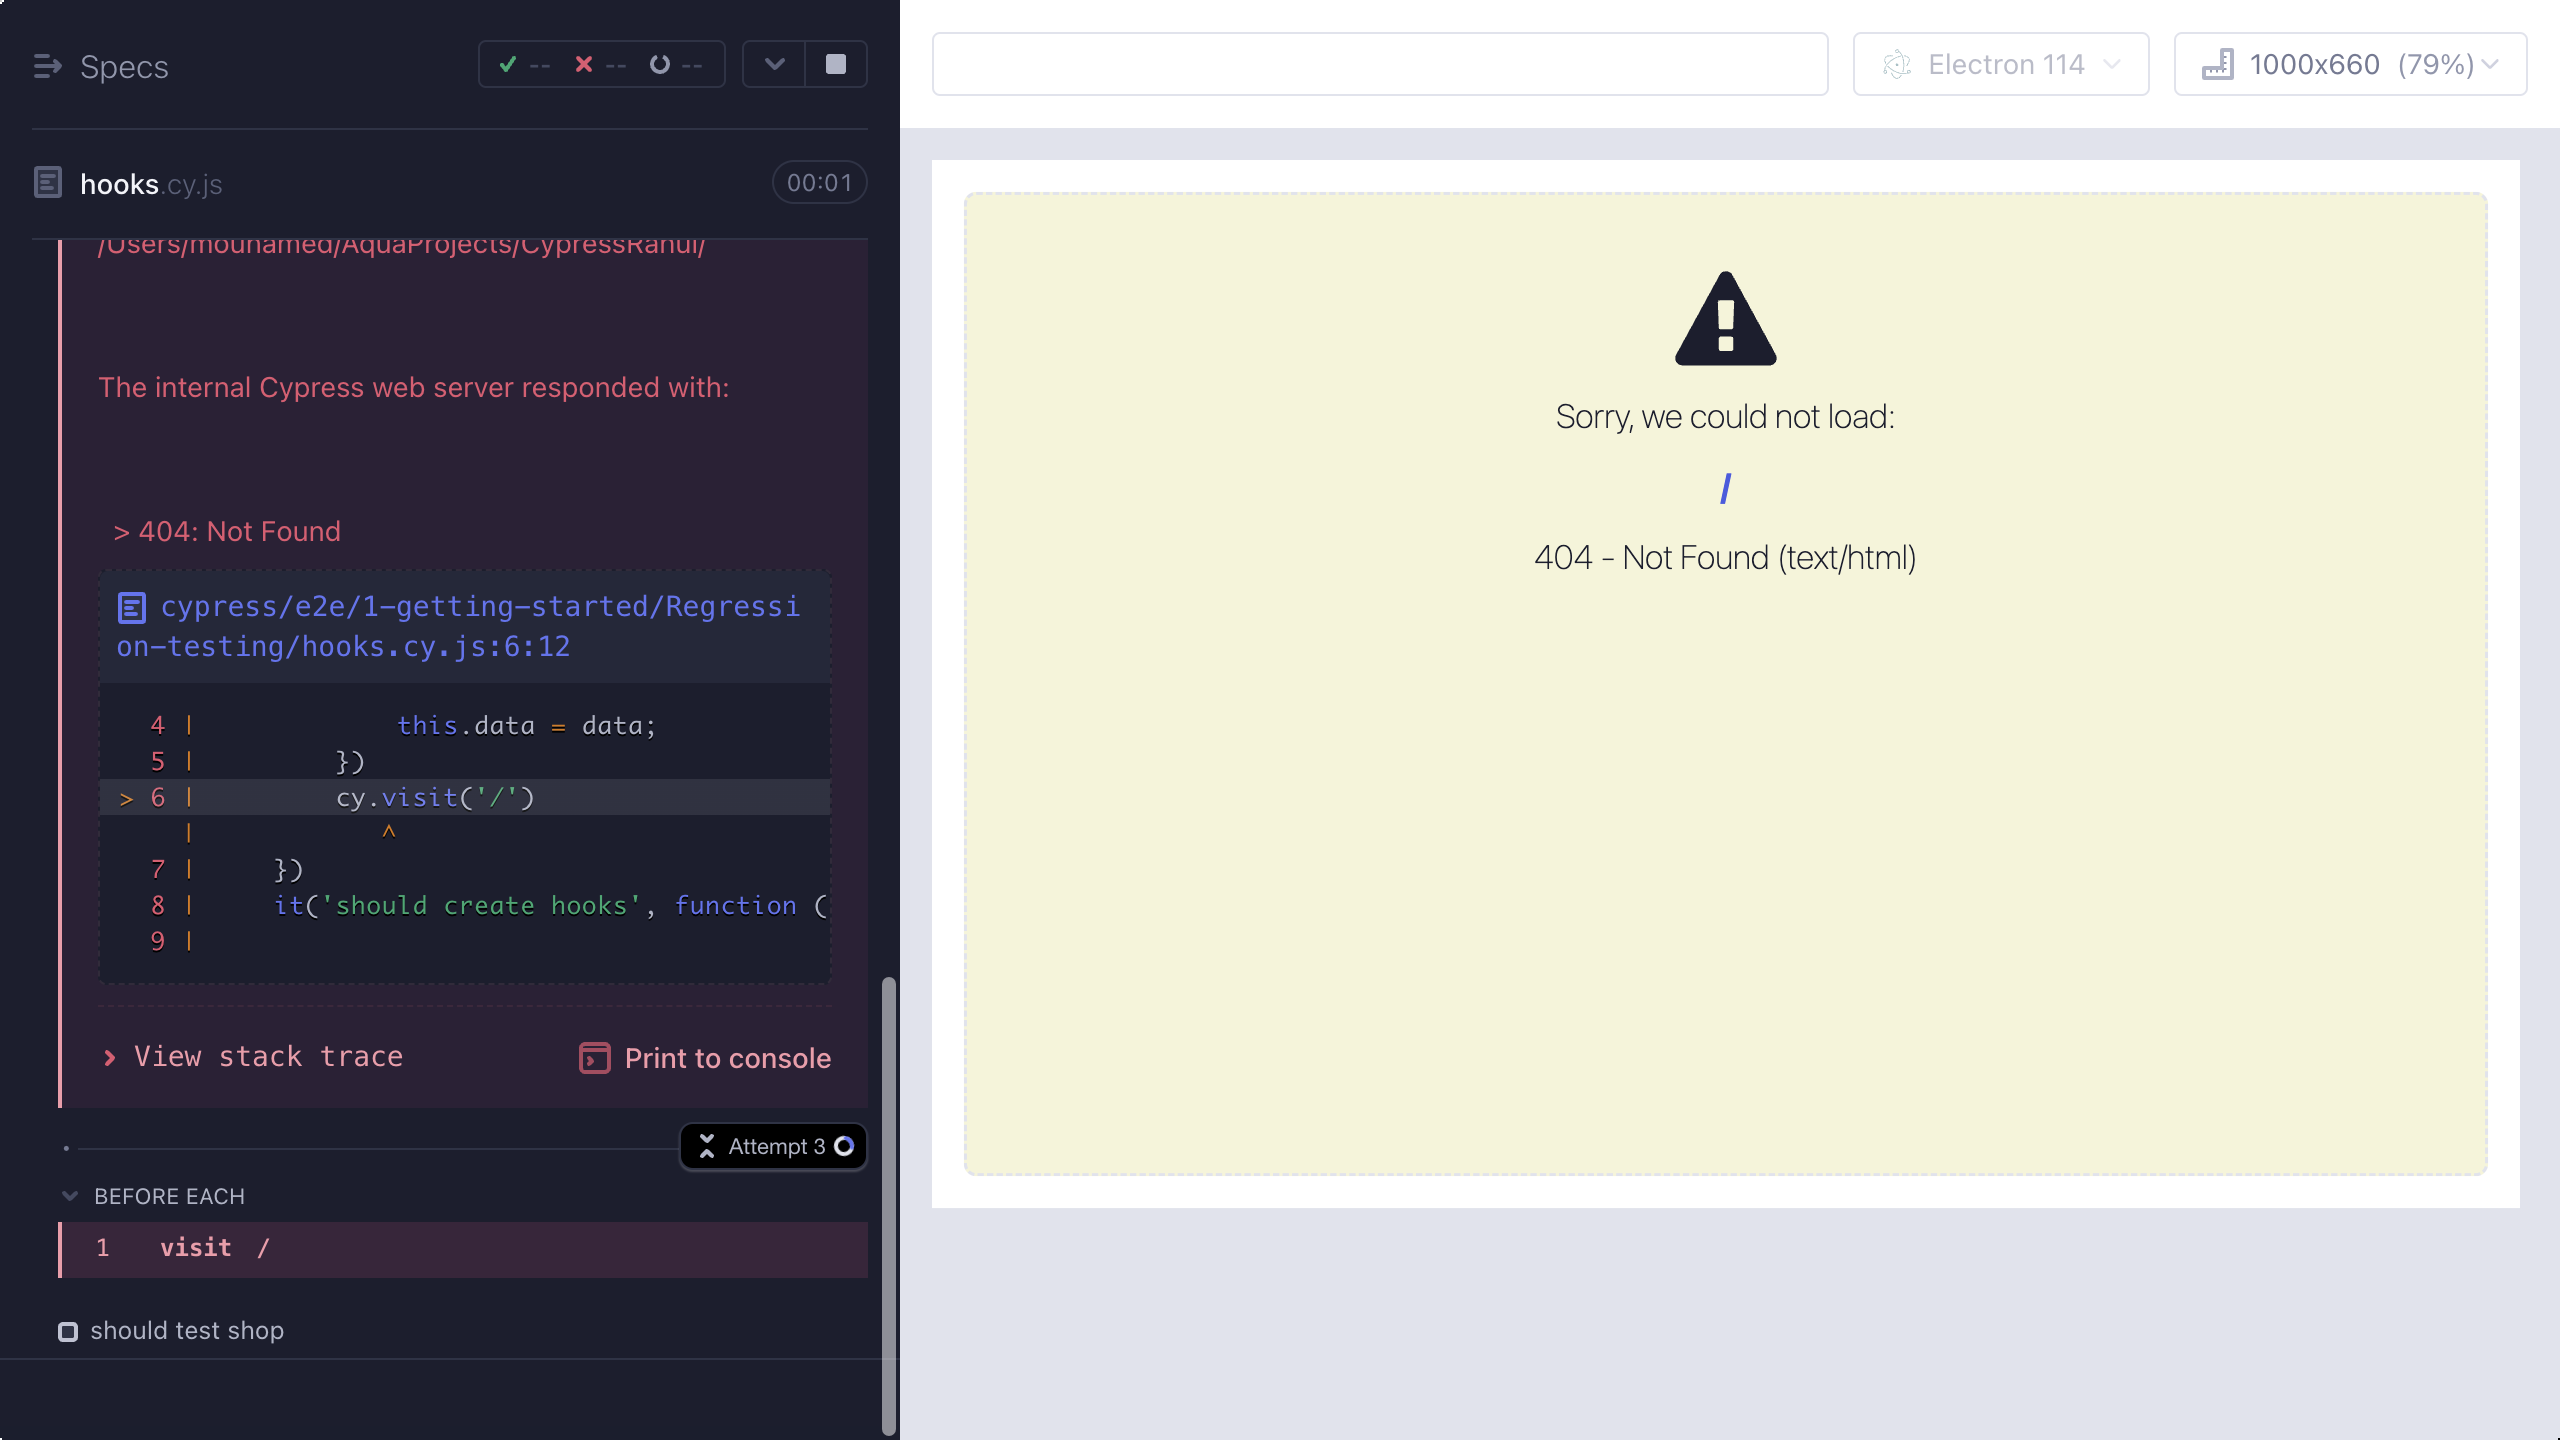 Specs
-- -- --
hooks.cy.js
00:01
/Users/mouhamed/AquaProjects/CypressRahul/
The internal Cypress web server responded with:
> 404: Not Found
cypress/e2e/1-getting-started/Regressi
on-testing/hooks.cy.js:6:12
4 | this.data = data;
5 | })
> 6 | cy.visit('/')
| ^
7 | })
8 | it('should create hooks', function (
9 |
View stack trace
Print to console
Attempt 3
BEFORE EACH
1 visit /
should test shop
Electron 114
1000x660 (79%)
Sorry, we could not load:
/
404 - Not Found (text/html)